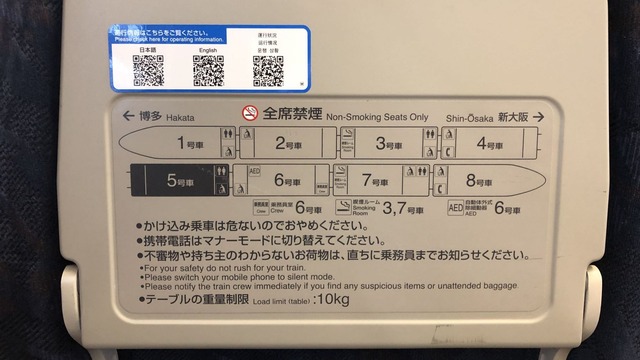 運行情報はこちらをご覧ください。
Please check here for operating information.
日本語 English 運行状況
运行情况
운행 상황
← 博多 Hakata 全席禁煙 Non-Smoking Seats Only Shin-Ōsaka 新大阪 →
1号車 2号車 3号車 4号車
5号車 AED 6号車 7号車 8号車
乗務員室 Crew 6号車 喫煙ルーム Smoking Room 3,7号車 AED 自動体外式除細動器 AED 6号車
●かけ込み乗車は危ないのでおやめください。
●携帯電話はマナーモードに切り替えてください。
●不審物や持ち主のわからないお荷物は、直ちに乗務員までお知らせください。
•For your safety do not rush for your train.
•Please switch your mobile phone to silent mode.
•Please notify the train crew immediately if you find any suspicious items or unattended baggage.
●テーブルの重量制限 Load limit (table) :10kg